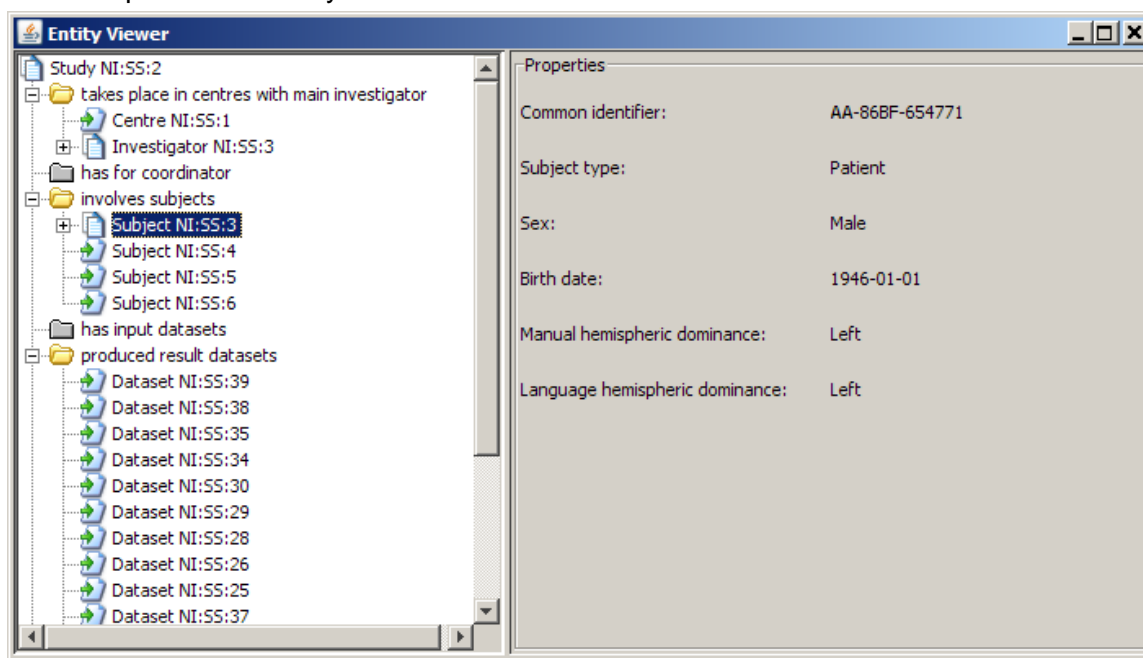 Entity Viewer
Study NI:SS:2
takes place in centres with main investigator
Centre NI:SS:1
Investigator NI:SS:3
has for coordinator
involves subjects
Subject NI:SS:3
Subject NI:SS:4
Subject NI:SS:5
Subject NI:SS:6
has input datasets
produced result datasets
Dataset NI:SS:39
Dataset NI:SS:38
Dataset NI:SS:35
Dataset NI:SS:34
Dataset NI:SS:30
Dataset NI:SS:29
Dataset NI:SS:28
Dataset NI:SS:26
Dataset NI:SS:25
Dataset NI:SS:37
Properties
Common identifier: AA-86BF-654771
Subject type: Patient
Sex: Male
Birth date: 1946-01-01
Manual hemispheric dominance: Left
Language hemispheric dominance: Left